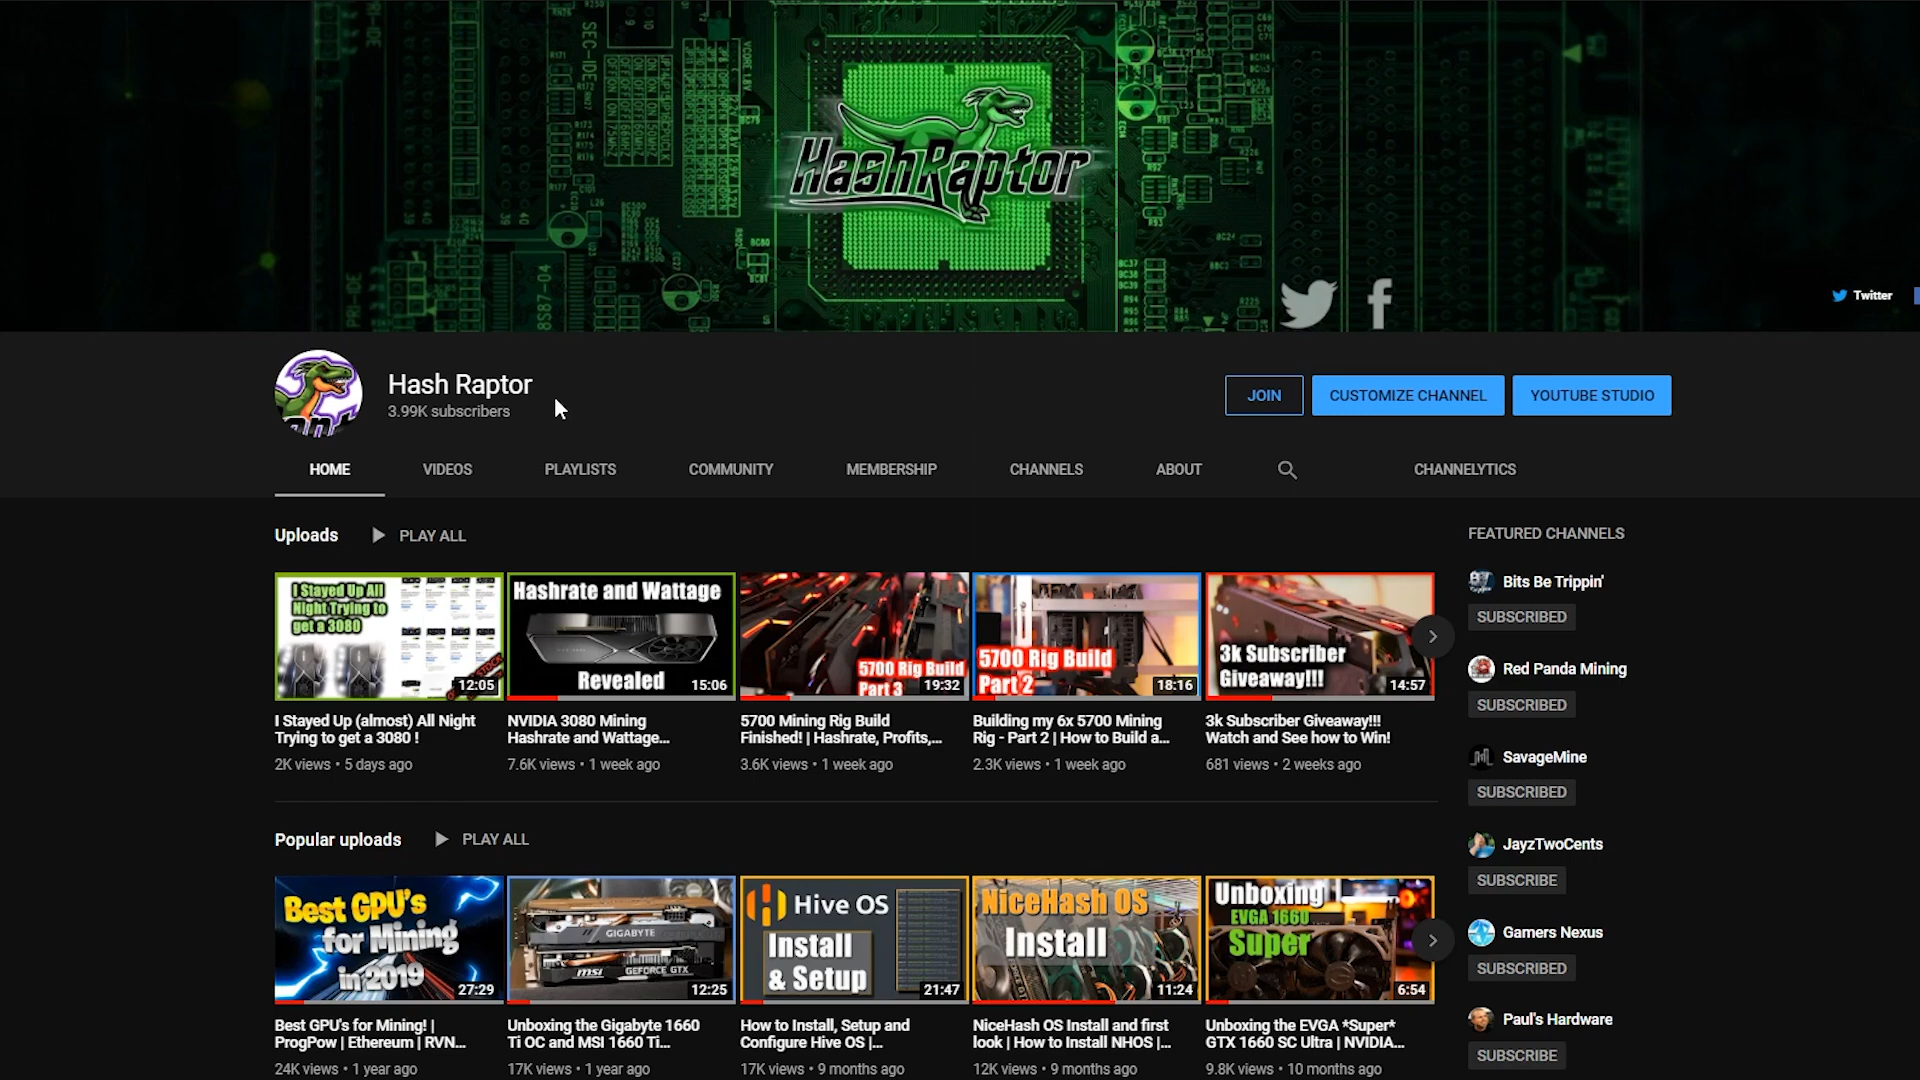 SEC-IDE
PRI-IDE
HashRaptor
Twitter
Hash Raptor
3.99K subscribers
JOIN
CUSTOMIZE CHANNEL
YOUTUBE STUDIO
HOME
VIDEOS
PLAYLISTS
COMMUNITY
MEMBERSHIP
CHANNELS
ABOUT
CHANNELYTICS
Uploads
PLAY ALL
I Stayed Up All
Night Trying to
get a 3080
12:05
Hashrate and Wattage
Revealed
15:06
5700 Rig Build
Part 3
19:32
5700 Rig Build
Part 2
18:16
3k Subscriber
Giveaway!!!
14:57
I Stayed Up (almost) All Night
Trying to get a 3080 !
2K views • 5 days ago
NVIDIA 3080 Mining
Hashrate and Wattage...
7.6K views • 1 week ago
5700 Mining Rig Build
Finished! | Hashrate, Profits,...
3.6K views • 1 week ago
Building my 6x 5700 Mining
Rig - Part 2 | How to Build a...
2.3K views • 1 week ago
3k Subscriber Giveaway!!!
Watch and See how to Win!
681 views • 2 weeks ago
Popular uploads
PLAY ALL
Best GPU's
for Mining
in 2019
27:29
GIGABYTE
msi
GEFORCE GTX
12:25
Hive OS
Install
& Setup
21:47
NiceHash OS
Install
11:24
Unboxing
EVGA 1660
Super
6:54
Best GPU's for Mining! |
ProgPow | Ethereum | RVN...
24K views • 1 year ago
Unboxing the Gigabyte 1660
Ti OC and MSI 1660 Ti...
17K views • 1 year ago
How to Install, Setup and
Configure Hive OS |...
17K views • 9 months ago
NiceHash OS Install and first
look | How to Install NHOS |...
12K views • 9 months ago
Unboxing the EVGA *Super*
GTX 1660 SC Ultra | NVIDIA...
9.8K views • 10 months ago
FEATURED CHANNELS
Bits Be Trippin'
SUBSCRIBED
Red Panda Mining
SUBSCRIBED
SavageMine
SUBSCRIBED
JayzTwoCents
SUBSCRIBE
Gamers Nexus
SUBSCRIBED
Paul's Hardware
SUBSCRIBE